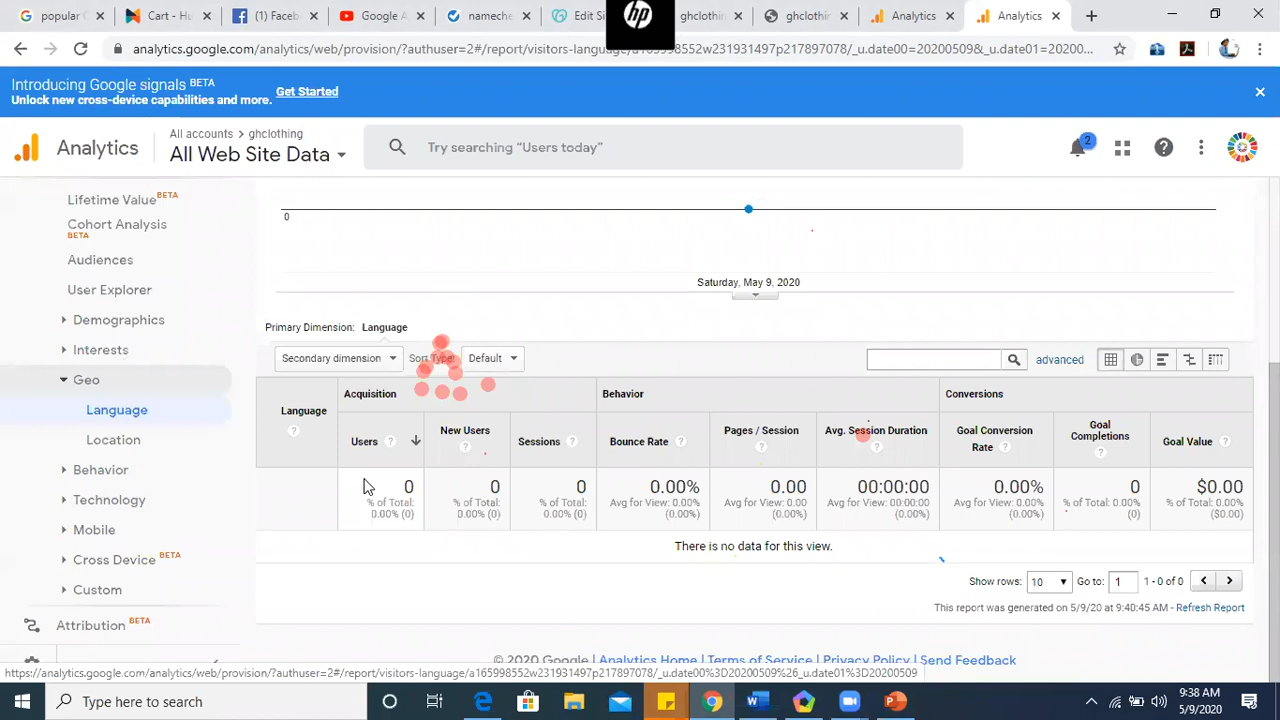 popular C
Cart - Hu
(1) Faceb
Google A
nameche
Edit Sit
ghclothing
ghclothi
Analytics
Analytics
analytics.google.com/analytics/web/provision/?authuser=2#/report/visitors-language/a165998552w231931497p217897078/_u.date00=20200509&_u.date01=2020050...
Introducing Google signals BETA
Unlock new cross-device capabilities and more.
Get Started
Analytics
All accounts > ghclothing
All Web Site Data
Try searching “Users today”
2
Lifetime Value BETA
Cohort Analysis
BETA
Audiences
User Explorer
Demographics
Interests
Geo
Language
Location
Behavior
Technology
Mobile
Cross Device BETA
Custom
Attribution BETA
0
Saturday, May 9, 2020
Primary Dimension: Language
Secondary dimension
Sort Type:
Default
advanced
Language
Acquisition
Behavior
Conversions
Users
New Users
Sessions
Bounce Rate
Pages / Session
Avg. Session Duration
Goal Conversion Rate
Goal Completions
Goal Value
0
% of Total:
0.00% (0)
0
% of Total:
0.00% (0)
0
% of Total:
0.00% (0)
0.00%
Avg for View: 0.00%
(0.00%)
0.00
Avg for View: 0.00
(0.00%)
00:00:00
Avg for View: 00:00:00
(0.00%)
0.00%
Avg for View: 0.00%
(0.00%)
0
% of Total: 0.00%
(0)
$0.00
% of Total: 0.00%
($0.00)
There is no data for this view.
Show rows: 10 Go to: 1 1 - 0 of 0
This report was generated on 5/9/20 at 9:40:45 AM - Refresh Report
© 2020 Google | Analytics Home | Terms of Service | Privacy Policy | Send Feedback
https://analytics.google.com/analytics/web/provision/?authuser=2#/report/visitors-language/a165998552w231931497p217897078/_u.date00%3D20200509%26_u.date01%3D20200509
Type here to search
9:38 AM
5/9/2020